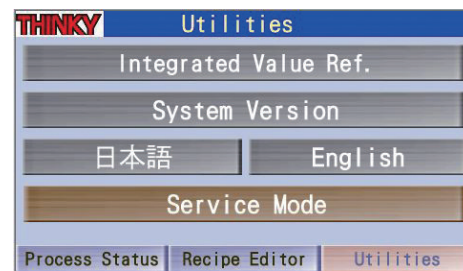 THINKY Utilities
Integrated Value Ref.
System Version
日本語 English
Service Mode
Process Status Recipe Editor Utilities